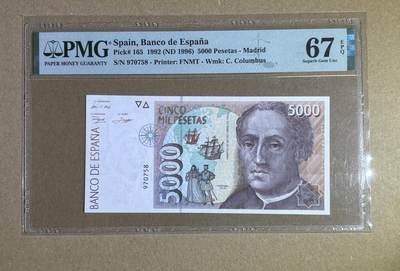 PMG
PAPER MONEY GUARANTY
Spain, Banco de España
Pick# 165 1992 (ND 1996) 5000 Pesetas - Madrid
S/N 970758 - Printer: FNMT - Wmk: C. Columbus
67 EPQ
Superb Gem Unc
BANCO DE ESPAÑA
970758
CINCO
MIL PESETAS
5000
5000